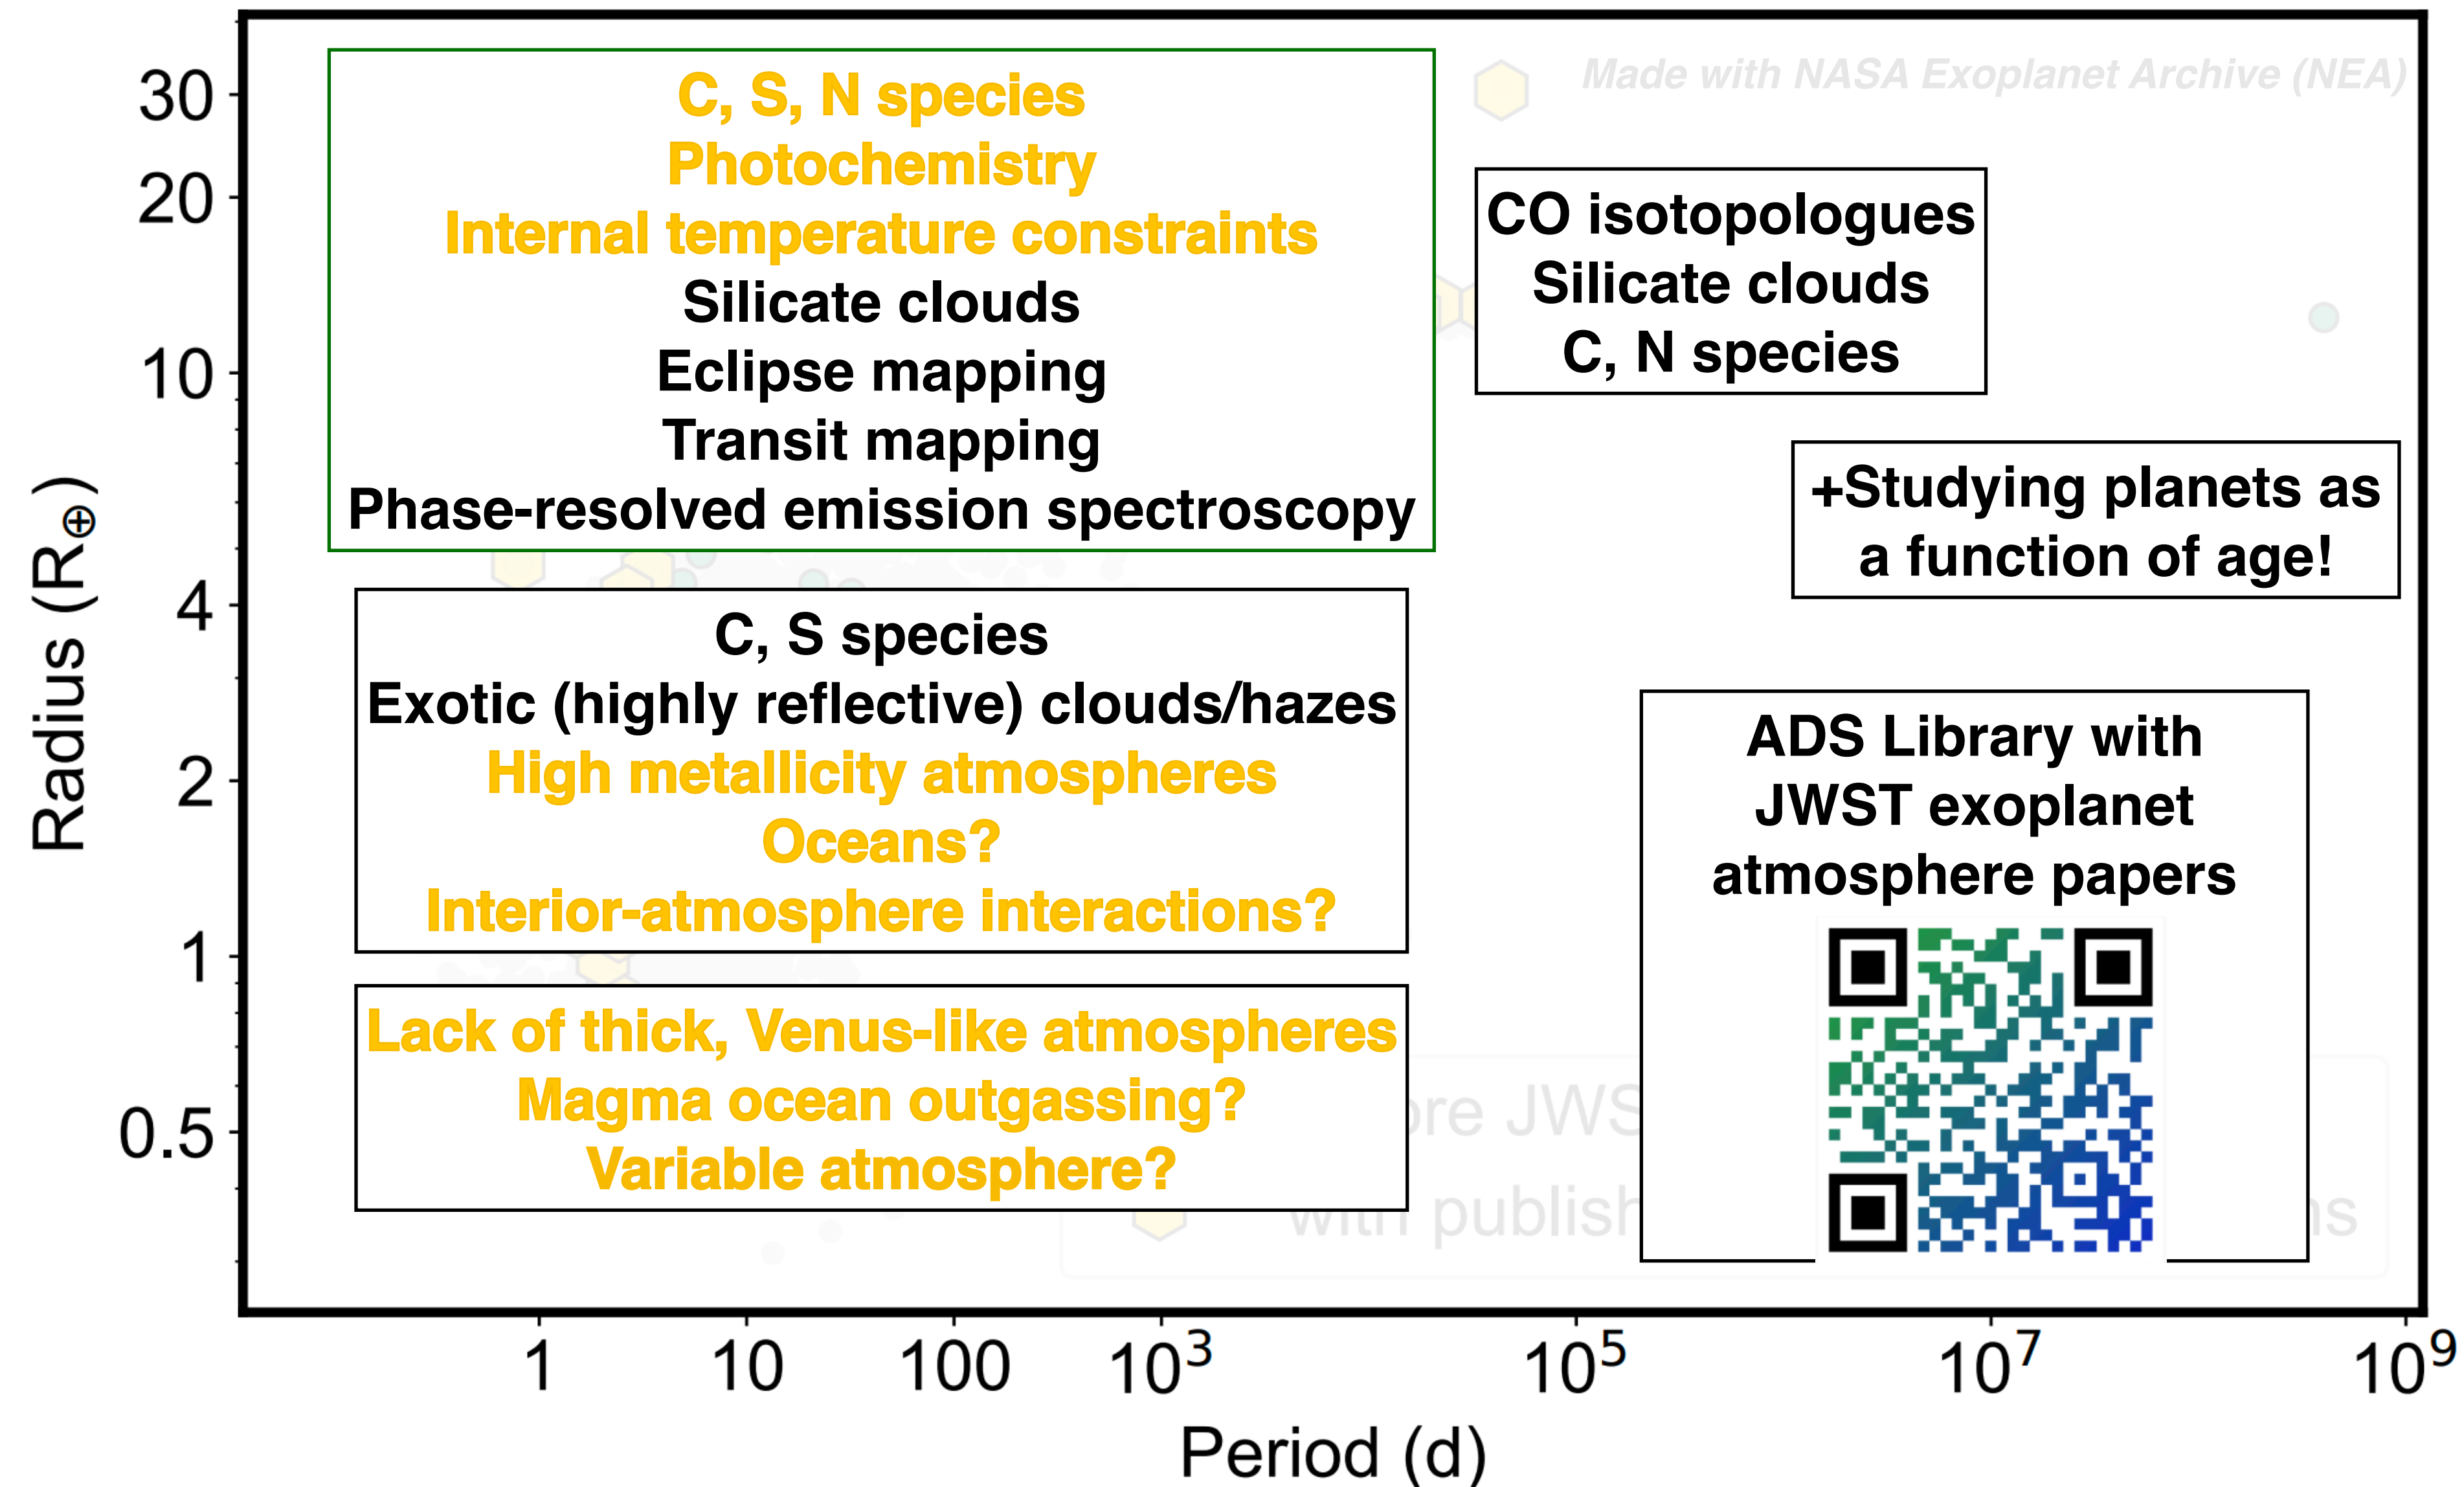 Made with NASA Exoplanet Archive (NEA)
C, S, N species
Photochemistry
Internal temperature constraints
Silicate clouds
Eclipse mapping
Transit mapping
Phase-resolved emission spectroscopy
CO isotopologues
Silicate clouds
C, N species
+Studying planets as
a function of age!
C, S species
Exotic (highly reflective) clouds/hazes
High metallicity atmospheres
Oceans?
Interior-atmosphere interactions?
ADS Library with
JWST exoplanet
atmosphere papers
Lack of thick, Venus-like atmospheres
Magma ocean outgassing?
Variable atmosphere?
with
Radius (R⊕)
30
20
10
4
2
1
0.5
1 10 100 10³ 10⁵ 10⁷ 10⁹
Period (d)